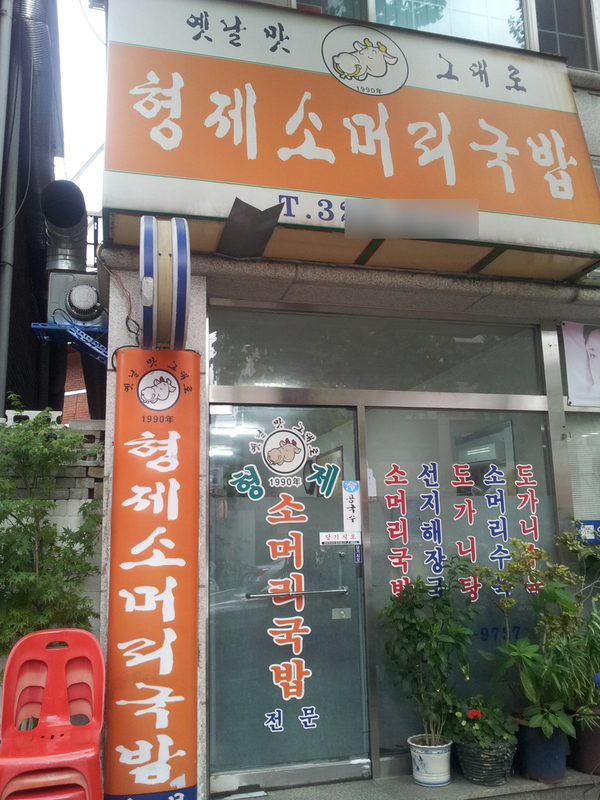 옛날 맛 그대로
1990年
형제소머리국밥
T.32
옛날 맛 그대로
1990年
형제소머리국밥
옛날 맛 그대로
1990年
형제
소머리국밥
전문
콩국수
당기시오
소머리국밥
선지해장국
도가니탕
소머리수육
도가니수육
-9737